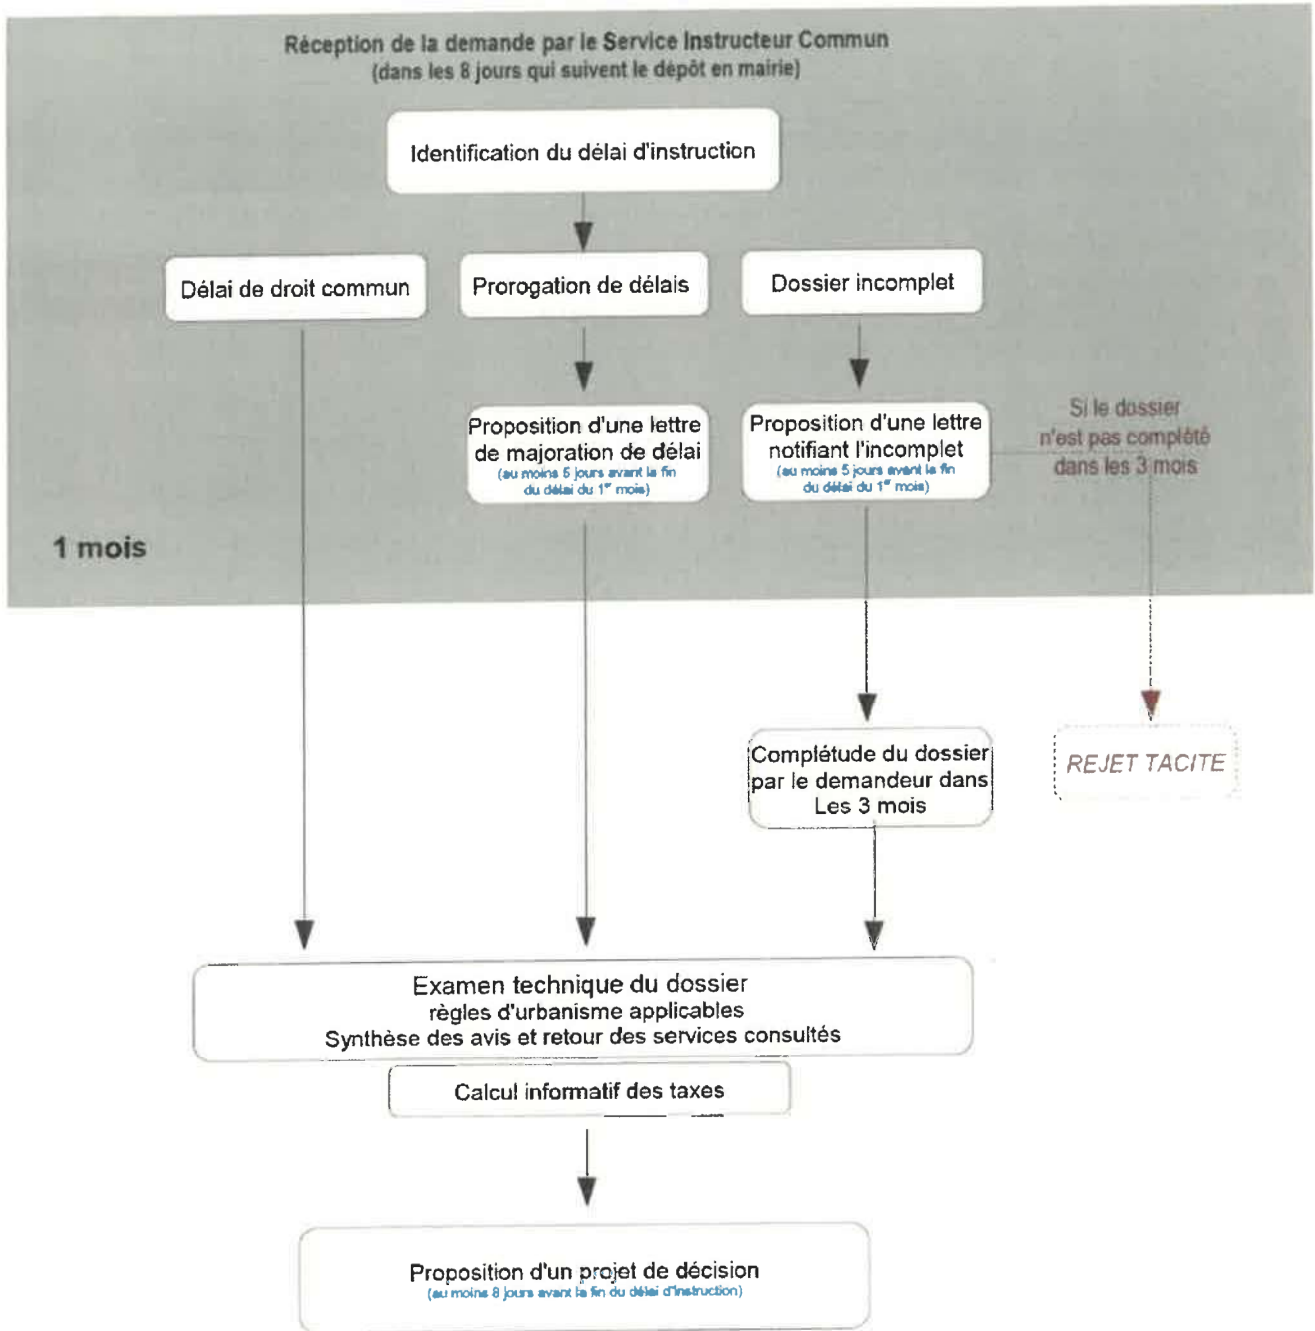 Réception de la demande par le Service Instructeur Commun
(dans les 8 jours qui suivent le dépôt en mairie)
Identification du délai d'instruction
Délai de droit commun
Prorogation de délais
Dossier incomplet
Proposition d'une lettre
de majoration de délai
(au moins 5 jours avant la fin
du délai du 1er mois)
Proposition d'une lettre
notifiant l'incomplet
(au moins 5 jours avant la fin
du délai du 1er mois)
Si le dossier
n'est pas complété
dans les 3 mois
1 mois
Complétude du dossier
par le demandeur dans
Les 3 mois
REJET TACITE
Examen technique du dossier
règles d'urbanisme applicables
Synthèse des avis et retour des services consultés
Calcul informatif des taxes
Proposition d'un projet de décision
(au moins 8 jours avant la fin du délai d'instruction)